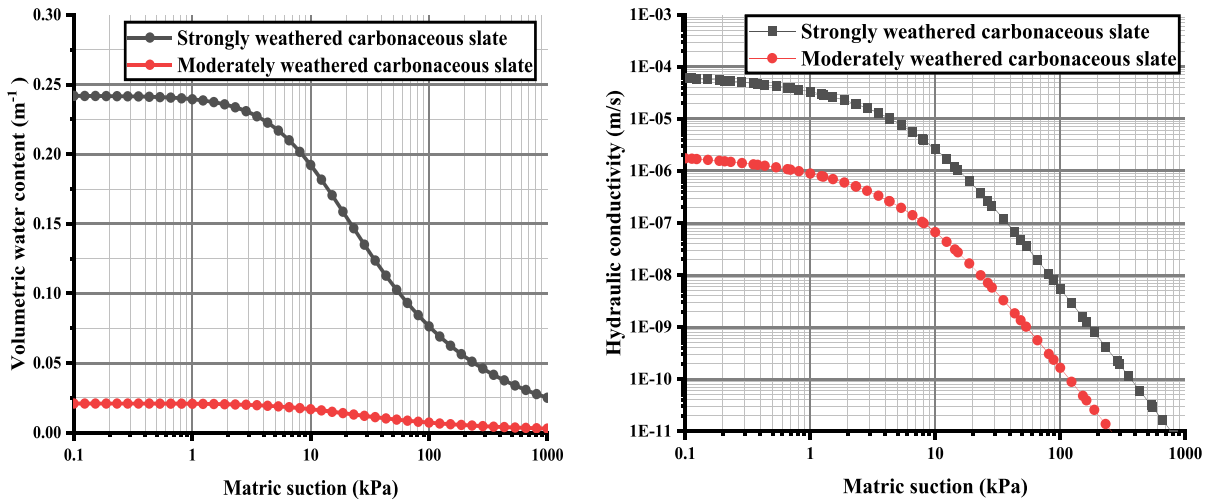 Strongly weathered carbonaceous slate
Moderately weathered carbonaceous slate
0.30
0.25
0.20
0.15
0.10
0.05
0.00
Volumetric water content (m⁻¹)
0.1
1
10
100
1000
Matric suction (kPa)
Strongly weathered carbonaceous slate
Moderately weathered carbonaceous slate
1E-03
1E-04
1E-05
1E-06
1E-07
1E-08
1E-09
1E-10
1E-11
Hydraulic conductivity (m/s)
0.1
1
10
100
1000
Matric suction (kPa)